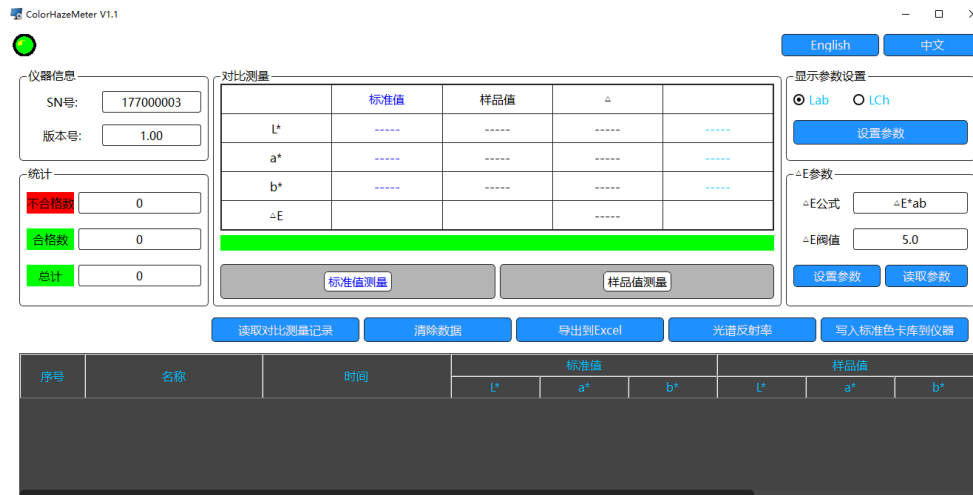 ColorHazeMeter V1.1
English 中文
仪器信息 对比测量 显示参数设置
标准值 样品值 △
SN号: 177000003
Lab LCh
L* ----- ----- ----- -----
版本号: 1.00
设置参数
a* ----- ----- ----- -----
统计
△E参数
b* ----- ----- ----- -----
不合格数 0
△E公式 △E*ab
△E -----
合格数 0
△E阀值 5.0
总计 0
标准值测量 样品值测量
设置参数 读取参数
读取对比测量记录 清除数据 导出到Excel 光谱反射率 写入标准色卡库到仪器
序号 名称 时间 标准值 样品值
L* a* b* L* a* b*